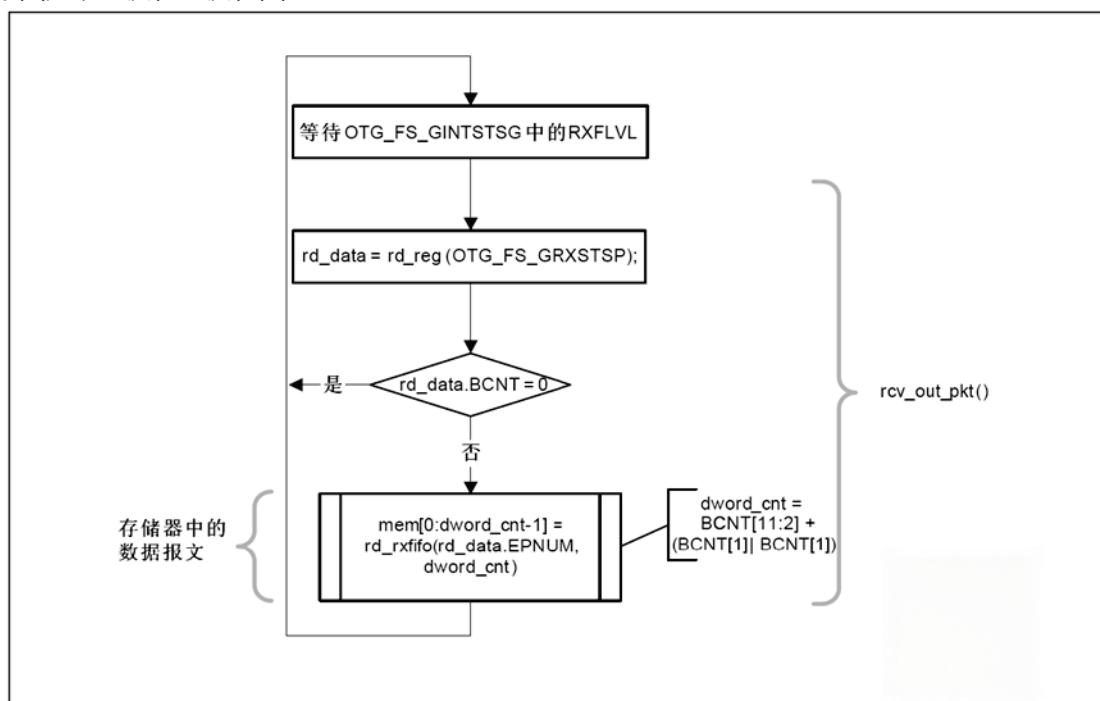 等待OTG_FS_GINTSTSG中的RXFLVL
rd_data = rd_reg (OTG_FS_GRXSTSP);
rd_data.BCNT = 0
是
否
rcv_out_pkt()
存储器中的
数据报文
mem[0:dword_cnt-1] =
rd_rxfifo(rd_data.EPNUM,
dword_cnt)
dword_cnt =
BCNT[11:2] +
(BCNT[1]| BCNT[1])